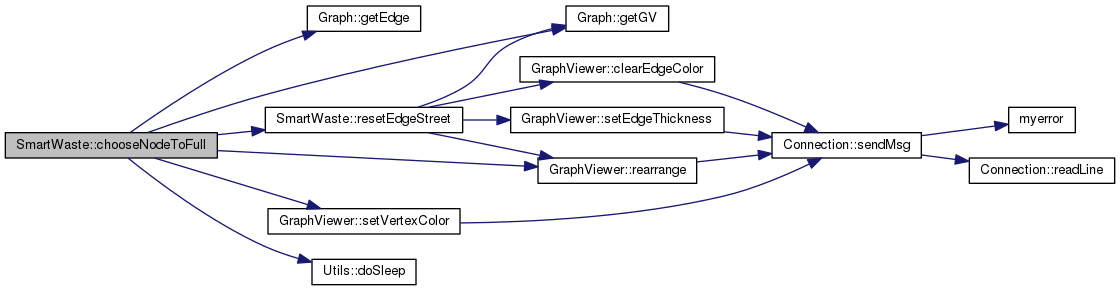 Graph::getEdge
Graph::getGV
GraphViewer::clearEdgeColor
SmartWaste::resetEdgeStreet
GraphViewer::setEdgeThickness
myerror
SmartWaste::chooseNodeToFull
Connection::sendMsg
GraphViewer::rearrange
Connection::readLine
GraphViewer::setVertexColor
Utils::doSleep